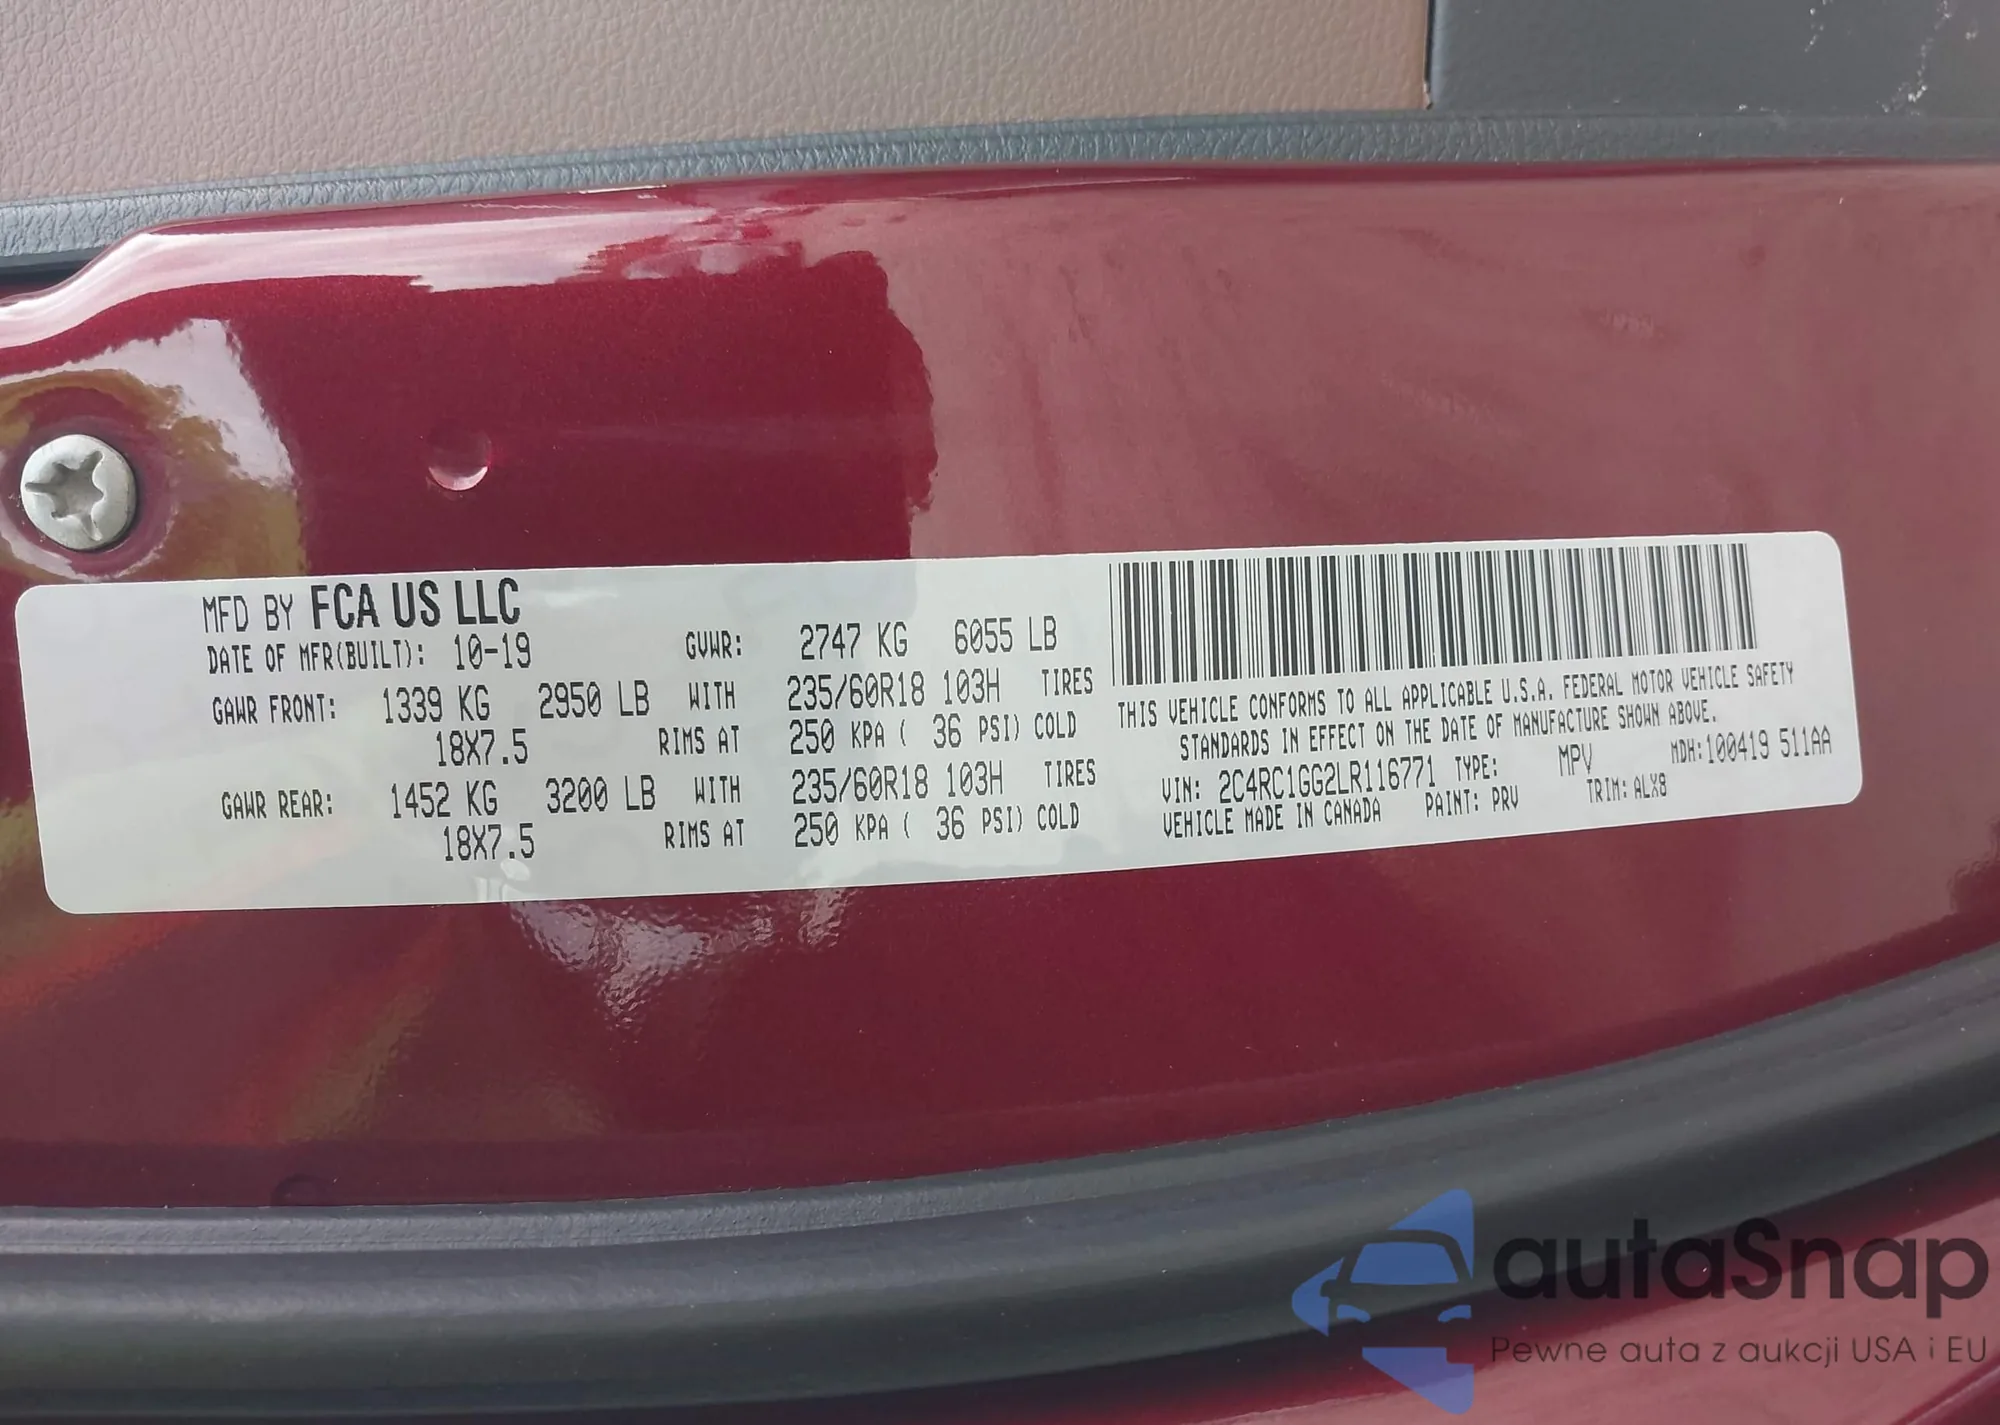 MFD BY FCA US LLC
DATE OF MFR(BUILT): 10-19
GVWR: 2747 KG 6055 LB
GAWR FRONT: 1339 KG 2950 LB WITH 235/60R18 103H TIRES
18X7.5 RIMS AT 250 KPA ( 36 PSI) COLD
GAWR REAR: 1452 KG 3200 LB WITH 235/60R18 103H TIRES
18X7.5 RIMS AT 250 KPA ( 36 PSI) COLD
THIS VEHICLE CONFORMS TO ALL APPLICABLE U.S.A. FEDERAL MOTOR VEHICLE SAFETY
STANDARDS IN EFFECT ON THE DATE OF MANUFACTURE SHOWN ABOVE.
VIN: 2C4RC1GG2LR116771 TYPE: MPV MDH:100419 511AA
VEHICLE MADE IN CANADA PAINT: PRV TRIM: ALX8
autaSnap
Pewne auta z aukcji USA i EU